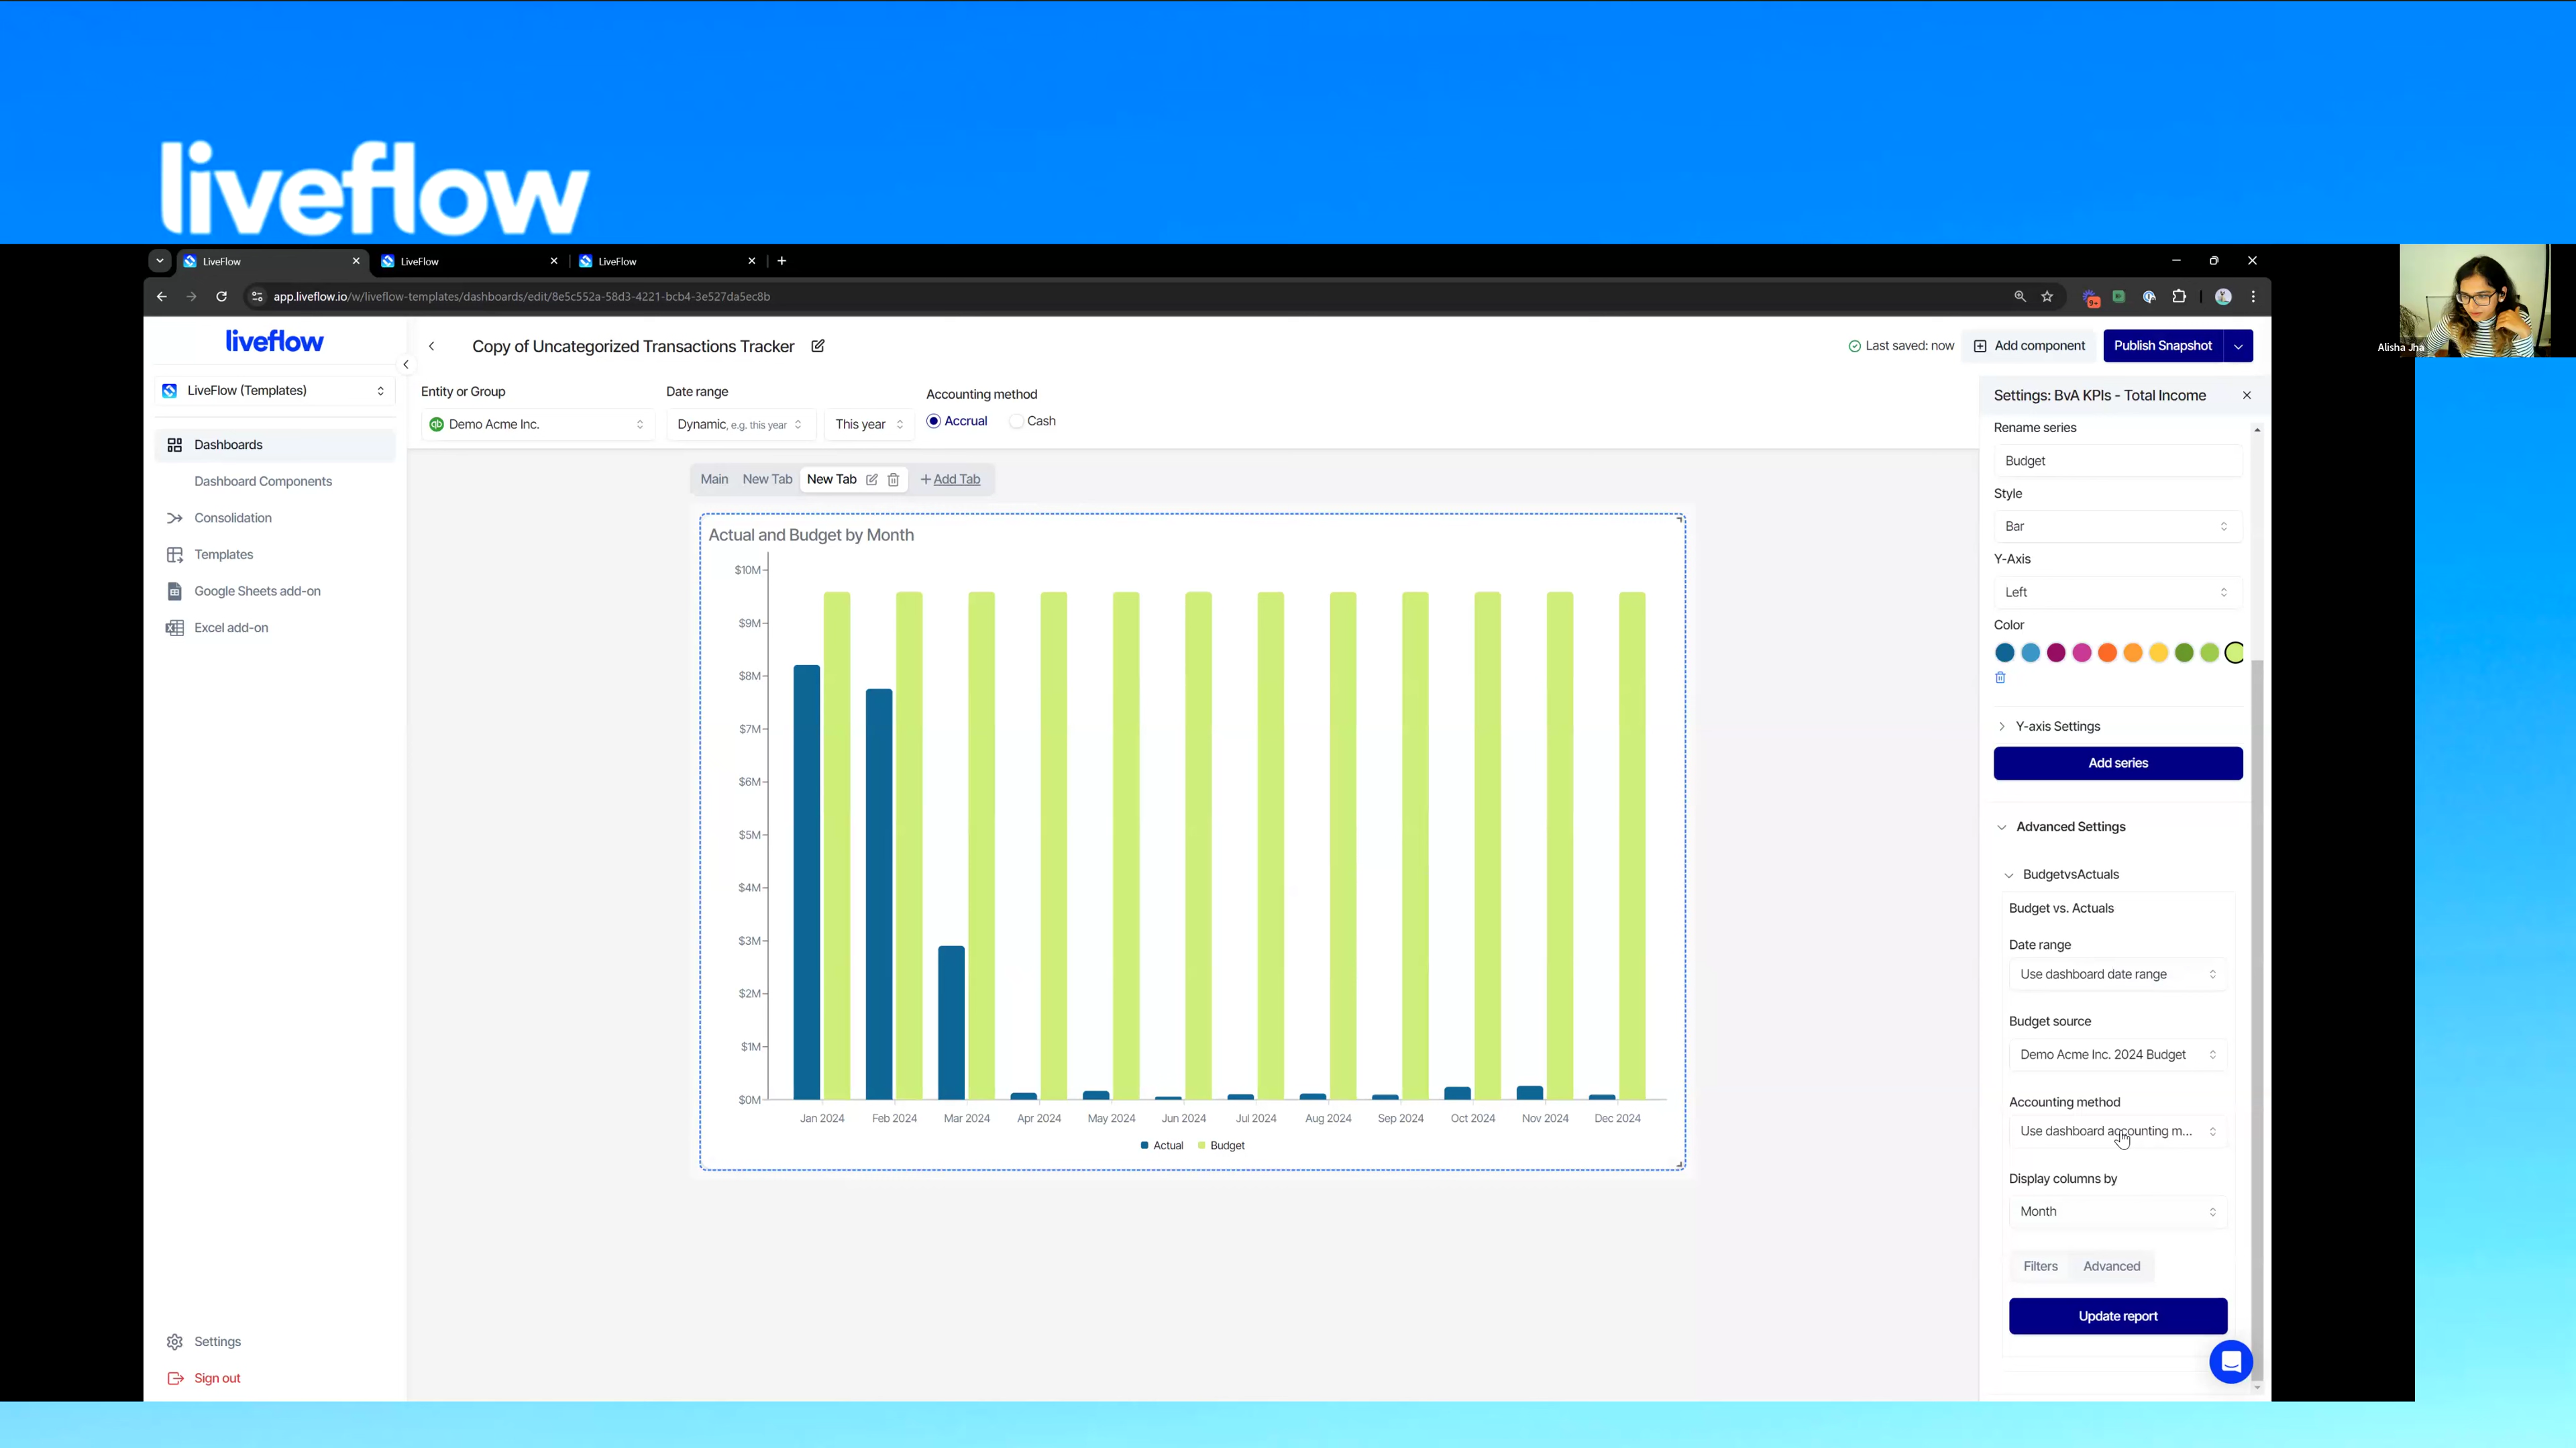 liveflow
LiveFlow
LiveFlow
LiveFlow
app.liveflow.io/w/liveflow-templates/dashboards/edit/8e5c552a-58d3-4221-bcb4-3e527da5ec8b
9+
Alisha Jha
liveflow
Copy of Uncategorized Transactions Tracker
Last saved: now
Add component
Publish Snapshot
LiveFlow (Templates)
Dashboards
Dashboard Components
Consolidation
Templates
Google Sheets add-on
Excel add-on
Settings
Sign out
Entity or Group
Date range
Accounting method
qb Demo Acme Inc.
Dynamic, e.g. this year
This year
Accrual
Cash
Main
New Tab
New Tab
+ Add Tab
Actual and Budget by Month
$10M
$9M
$8M
$7M
$6M
$5M
$4M
$3M
$2M
$1M
$0M
Jan 2024 Feb 2024 Mar 2024 Apr 2024 May 2024 Jun 2024 Jul 2024 Aug 2024 Sep 2024 Oct 2024 Nov 2024 Dec 2024
Actual Budget
Settings: BvA KPIs - Total Income
Rename series
Budget
Style
Bar
Y-Axis
Left
Color
Y-axis Settings
Add series
Advanced Settings
BudgetvsActuals
Budget vs. Actuals
Date range
Use dashboard date range
Budget source
Demo Acme Inc. 2024 Budget
Accounting method
Use dashboard accounting m...
Display columns by
Month
Filters Advanced
Update report